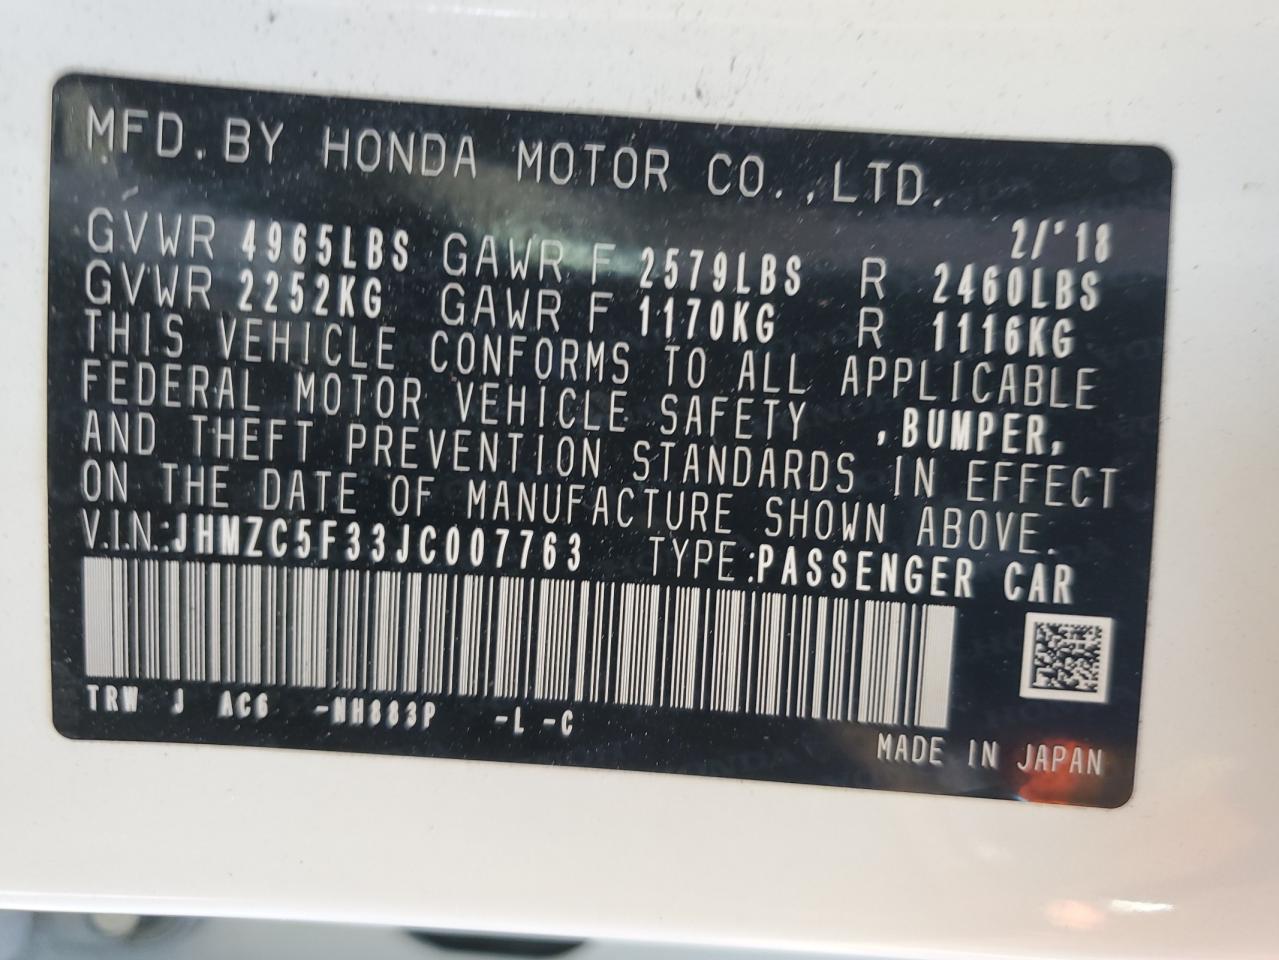 MFD. BY HONDA MOTOR CO., LTD.
2/'18
GVWR 4965LBS GAWR F 2579LBS R 2460LBS
GVWR 2252KG GAWR F 1170KG R 1116KG
THIS VEHICLE CONFORMS TO ALL APPLICABLE
FEDERAL MOTOR VEHICLE SAFETY , BUMPER,
AND THEFT PREVENTION STANDARDS IN EFFECT
ON THE DATE OF MANUFACTURE SHOWN ABOVE.
V.I.N.:JHMZC5F33JC007763 TYPE:PASSENGER CAR
TRW J AC6 -NH883P -L -C
MADE IN JAPAN